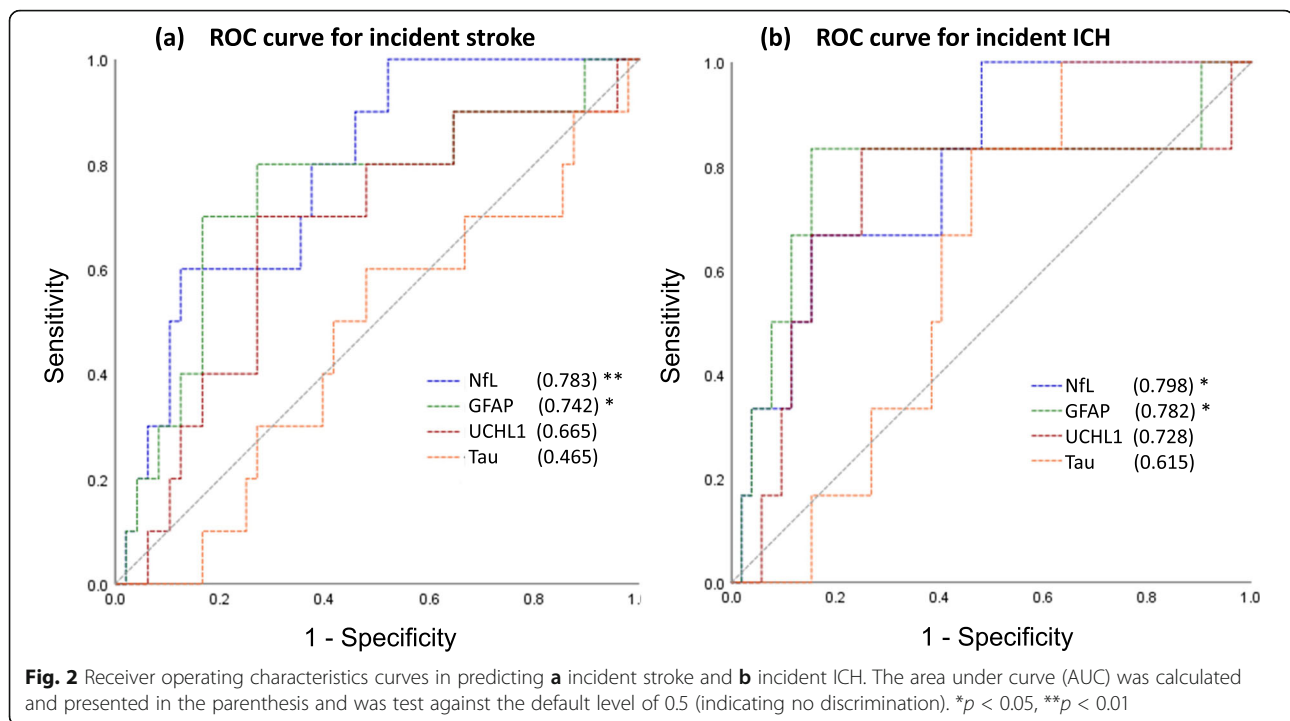 (a) ROC curve for incident stroke
1.0
0.8
0.6
0.4
0.2
0.0
Sensitivity
NfL (0.783) **
GFAP (0.742) *
UCHL1 (0.665)
Tau (0.465)
0.0 0.2 0.4 0.6 0.8 1.(
1 - Specificity
(b) ROC curve for incident ICH
1.0
0.8
0.6
0.4
0.2
0.0
Sensitivity
NfL (0.798) *
GFAP (0.782) *
UCHL1 (0.728)
Tau (0.615)
0.0 0.2 0.4 0.6 0.8 1.0
1 - Specificity
Fig. 2 Receiver operating characteristics curves in predicting a incident stroke and b incident ICH. The area under curve (AUC) was calculated
and presented in the parenthesis and was test against the default level of 0.5 (indicating no discrimination). *p < 0.05, **p < 0.01